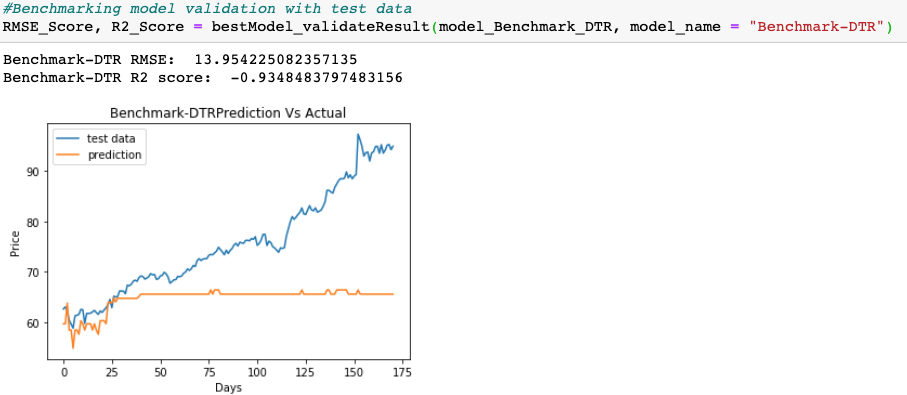 #Benchmarking model validation with test data
RMSE_Score, R2_Score = bestModel_validateResult(model_Benchmark_DTR, model_name = "Benchmark-DTR")
Benchmark-DTR RMSE:  13.954225082357135
Benchmark-DTR R2 score:  -0.9348483797483156
Benchmark-DTRPrediction Vs Actual
test data
prediction
90
80
70
60
Price
0 25 50 75 100 125 150 175
Days